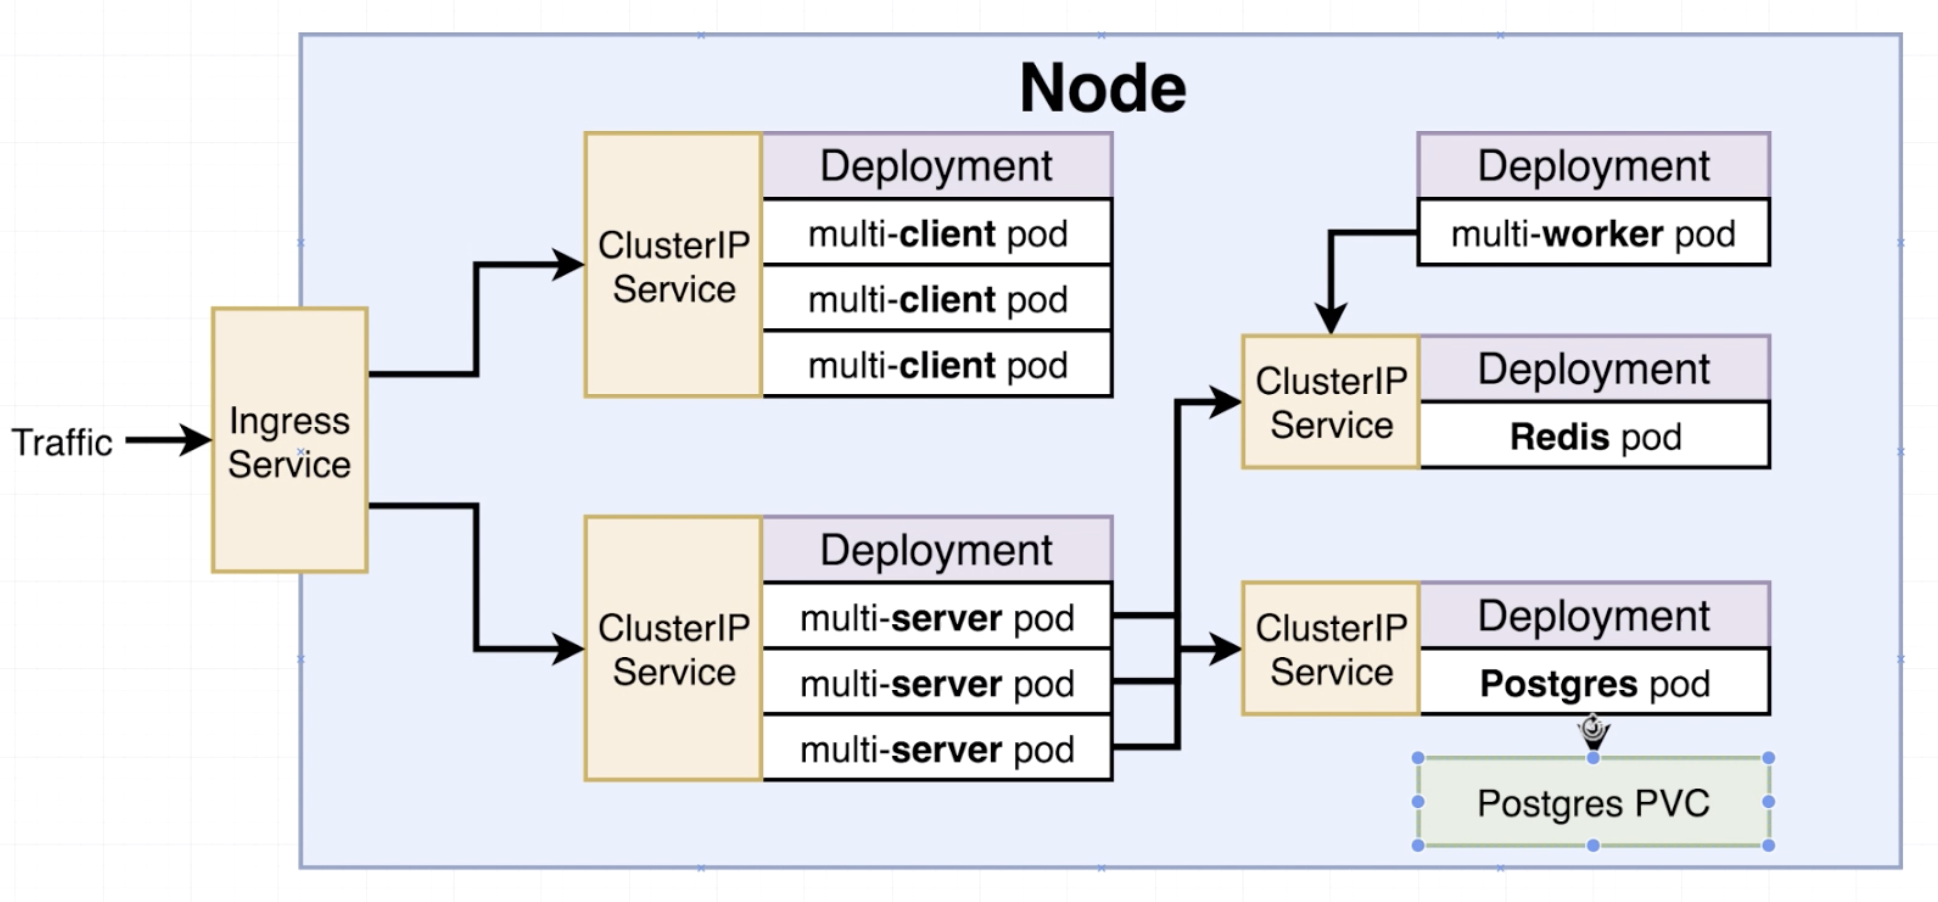 Node
Traffic
Ingress
Service
ClusterIP
Service
Deployment
multi-client pod
multi-client pod
multi-client pod
ClusterIP
Service
Deployment
multi-server pod
multi-server pod
multi-server pod
Deployment
multi-worker pod
ClusterIP
Service
Deployment
Redis pod
ClusterIP
Service
Deployment
Postgres pod
Postgres PVC